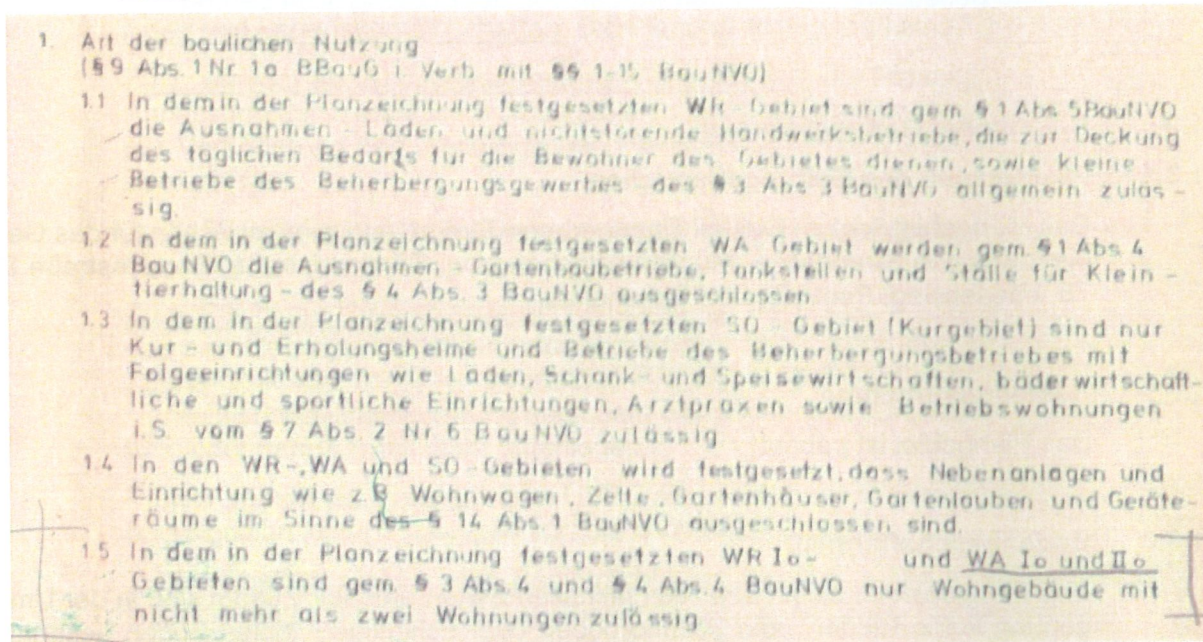 1. Art der baulichen Nutzung
(§ 9 Abs. 1 Nr. 1a BBauG i. Verb. mit §§ 1-15 BauNVO)
1.1 In dem in der Planzeichnung festgesetzten WR-Gebiet sind gem § 1 Abs 5 BauNVO
die Ausnahmen - Läden und nichtstörende Handwerksbetriebe, die zur Deckung
des täglichen Bedarfs für die Bewohner des Gebietes dienen, sowie kleine
Betriebe des Beherbergungsgewerbes - des § 3 Abs 3 BauNVO allgemein zuläs-
sig.
1.2 In dem in der Planzeichnung festgesetzten WA Gebiet werden gem. § 1 Abs. 4
BauNVO die Ausnahmen - Gartenbaubetriebe, Tankstellen und Ställe für Klein-
tierhaltung - des § 4 Abs. 3 BauNVO ausgeschlossen
1.3 In dem in der Planzeichnung festgesetzten SO-Gebiet (Kurgebiet) sind nur
Kur- und Erholungsheime und Betriebe des Beherbergungsbetriebes mit
Folgeeinrichtungen wie Läden, Schank- und Speisewirtschaften, bäderwirtschaft-
liche und sportliche Einrichtungen, Arztpraxen sowie Betriebswohnungen
i.S. vom § 7 Abs. 2 Nr 6 BauNVO zulässig
1.4 In den WR-, WA und SO-Gebieten wird festgesetzt, dass Nebenanlagen und
Einrichtung wie z.B Wohnwagen, Zelte, Gartenhäuser, Gartenlauben und Geräte-
räume im Sinne des § 14 Abs. 1 BauNVO ausgeschlossen sind.
1.5 In dem in der Planzeichnung festgesetzten WR Io- und WA Io und IIo
Gebieten sind gem. § 3 Abs. 4 und § 4 Abs. 4 BauNVO nur Wohngebäude mit
nicht mehr als zwei Wohnungen zulässig